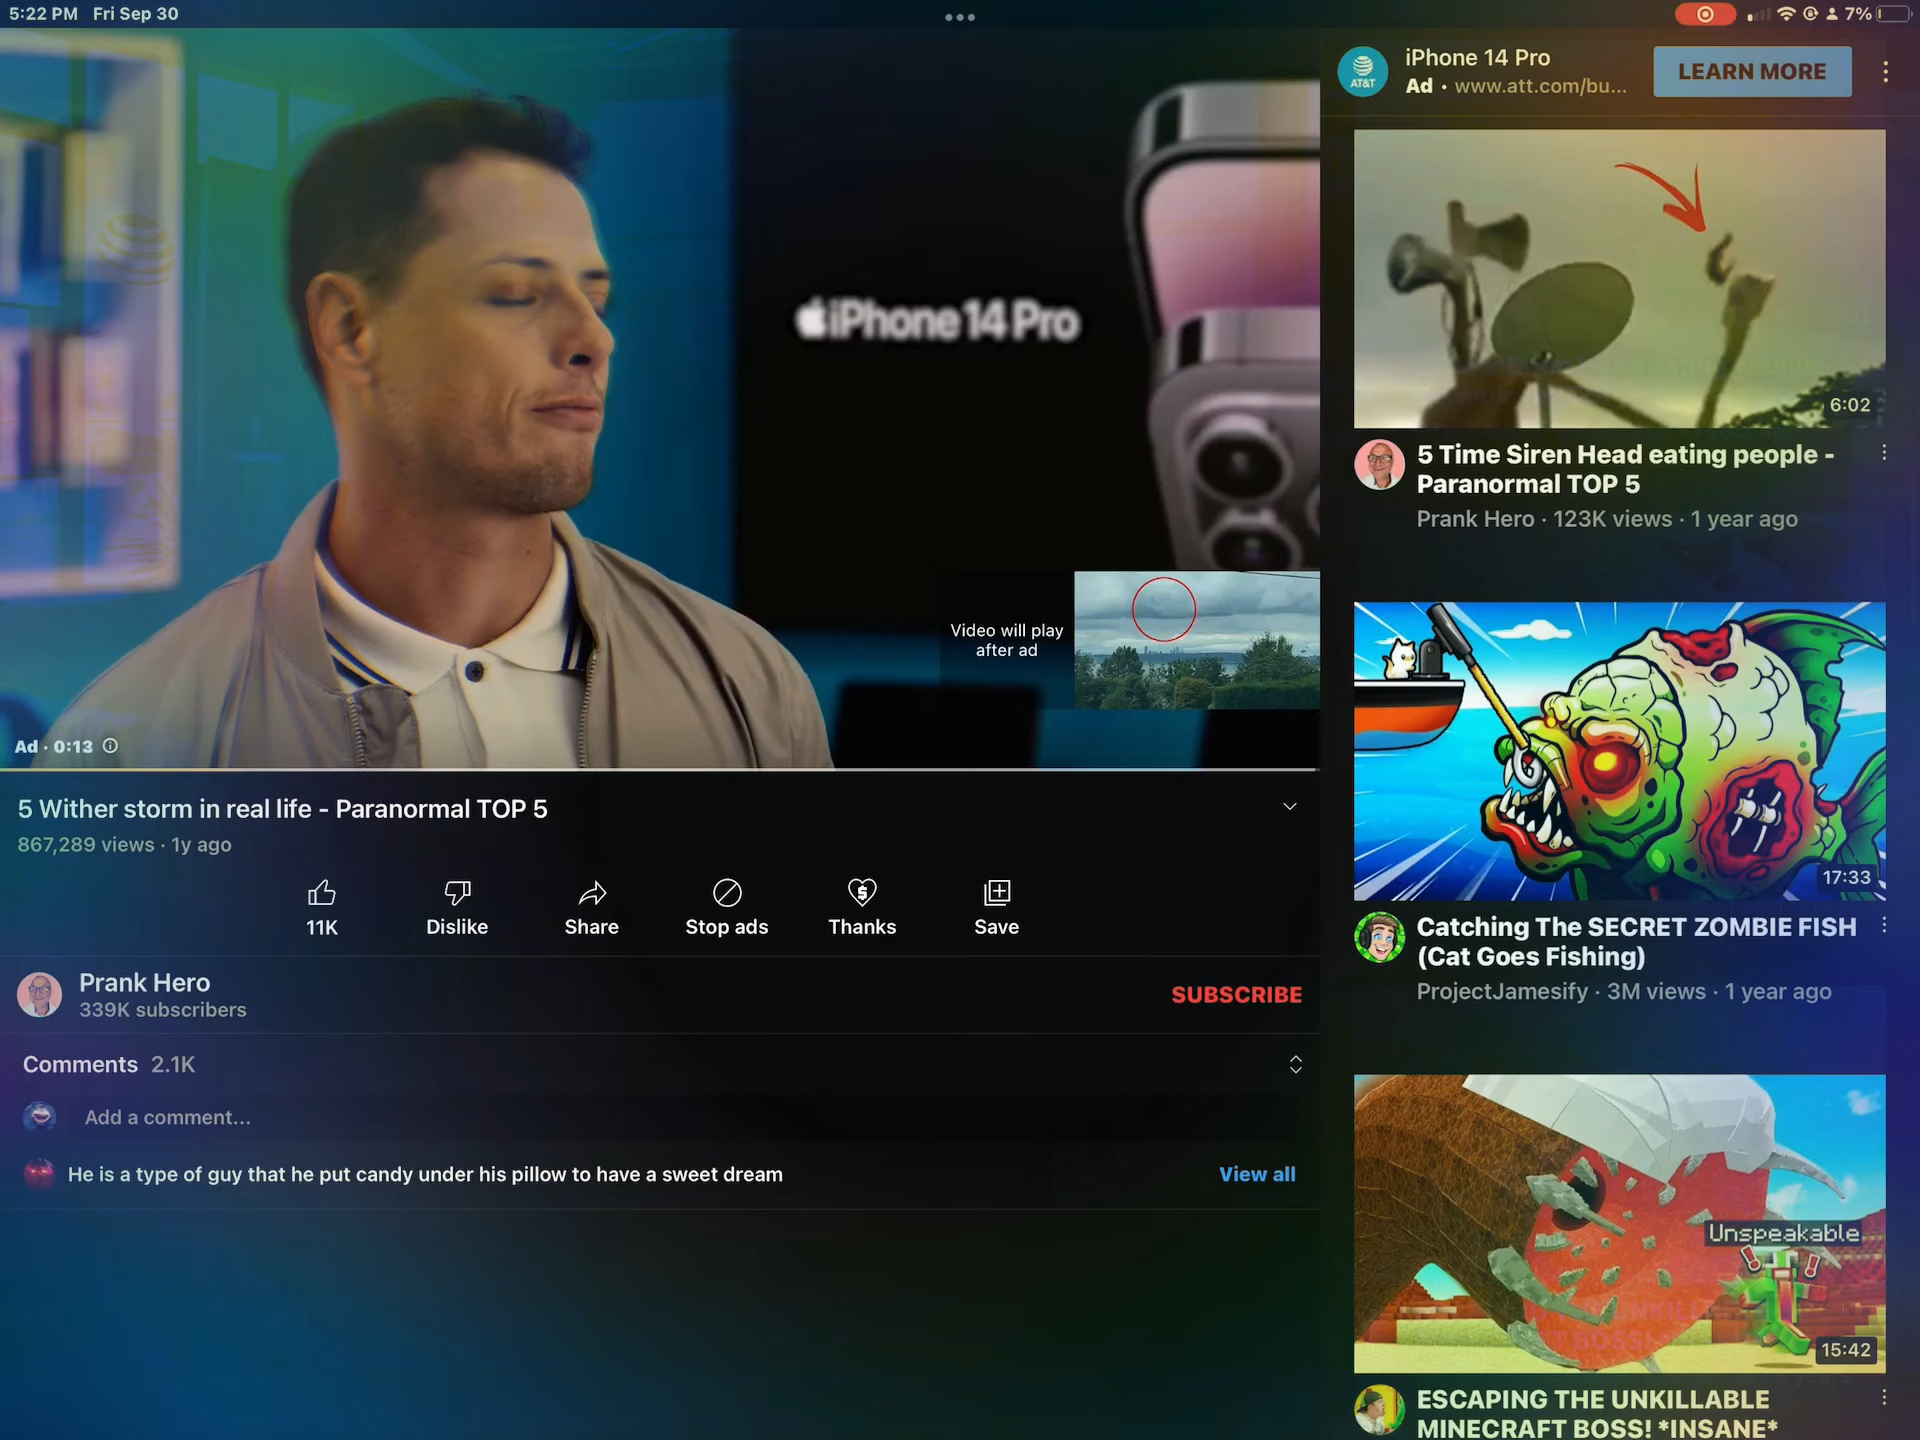 5:22 PM Fri Sep 30
7%
iPhone 14 Pro
Video will play
after ad
Ad · 0:13
5 Wither storm in real life - Paranormal TOP 5
867,289 views · 1y ago
11K
Dislike
Share
Stop ads
Thanks
Save
Prank Hero
339K subscribers
SUBSCRIBE
Comments 2.1K
Add a comment...
He is a type of guy that he put candy under his pillow to have a sweet dream
View all
AT&T
iPhone 14 Pro
Ad · www.att.com/bu...
LEARN MORE
6:02
5 Time Siren Head eating people -
Paranormal TOP 5
Prank Hero · 123K views · 1 year ago
17:33
Catching The SECRET ZOMBIE FISH
(Cat Goes Fishing)
ProjectJamesify · 3M views · 1 year ago
Unspeakable
15:42
ESCAPING THE UNKILLABLE
MINECRAFT BOSS! *INSANE*